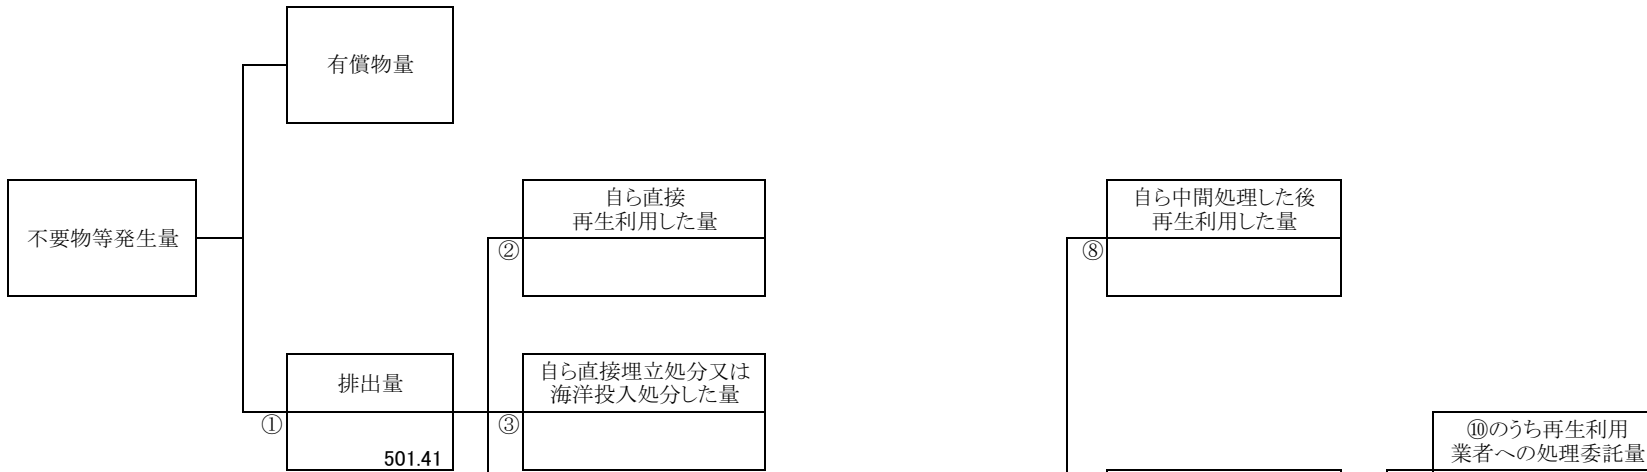 有償物量
不要物等発生量
自ら直接
再生利用した量
②
自ら中間処理した後
再生利用した量
⑧
排出量
①
501.41
自ら直接埋立処分又は
海洋投入処分した量
③
⑩のうち再生利用
業者への処理委託量